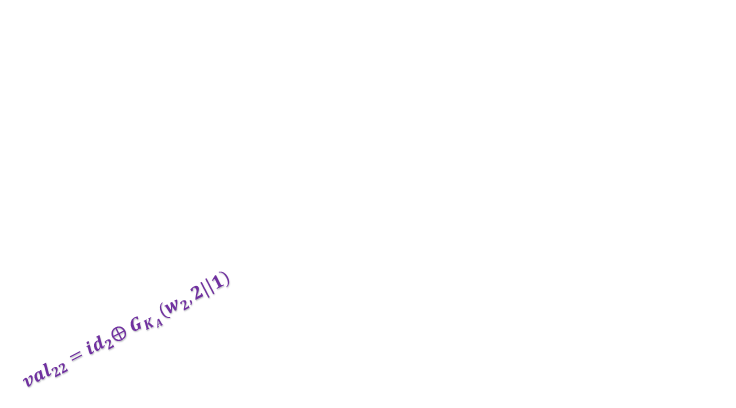 val₂₂ = id₂⊕ G_{K_A}(w₂,2||1)